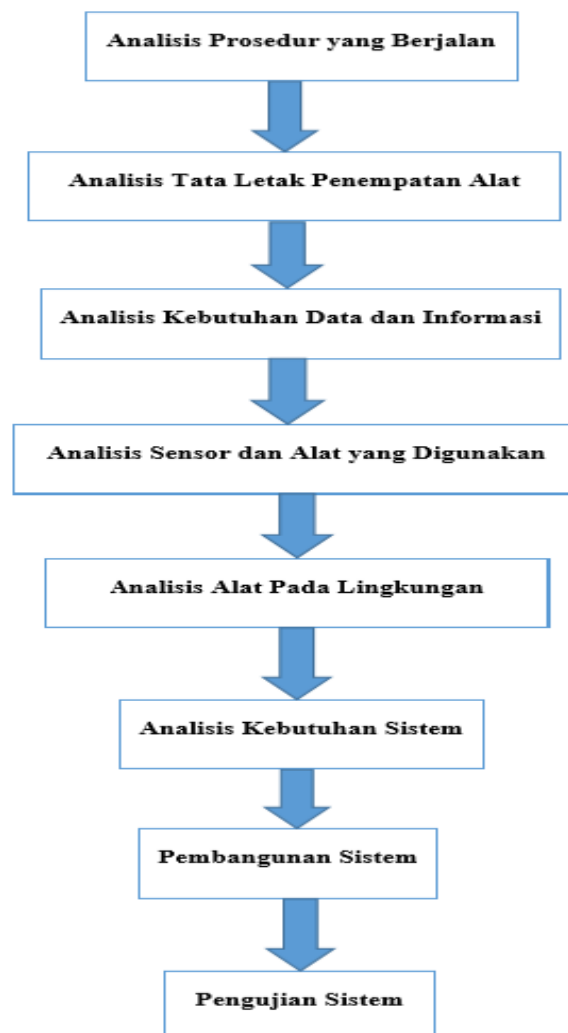 Analisis Prosedur yang Berjalan
Analisis Tata Letak Penempatan Alat
Analisis Kebutuhan Data dan Informasi
Analisis Sensor dan Alat yang Digunakan
Analisis Alat Pada Lingkungan
Analisis Kebutuhan Sistem
Pembangunan Sistem
Pengujian Sistem